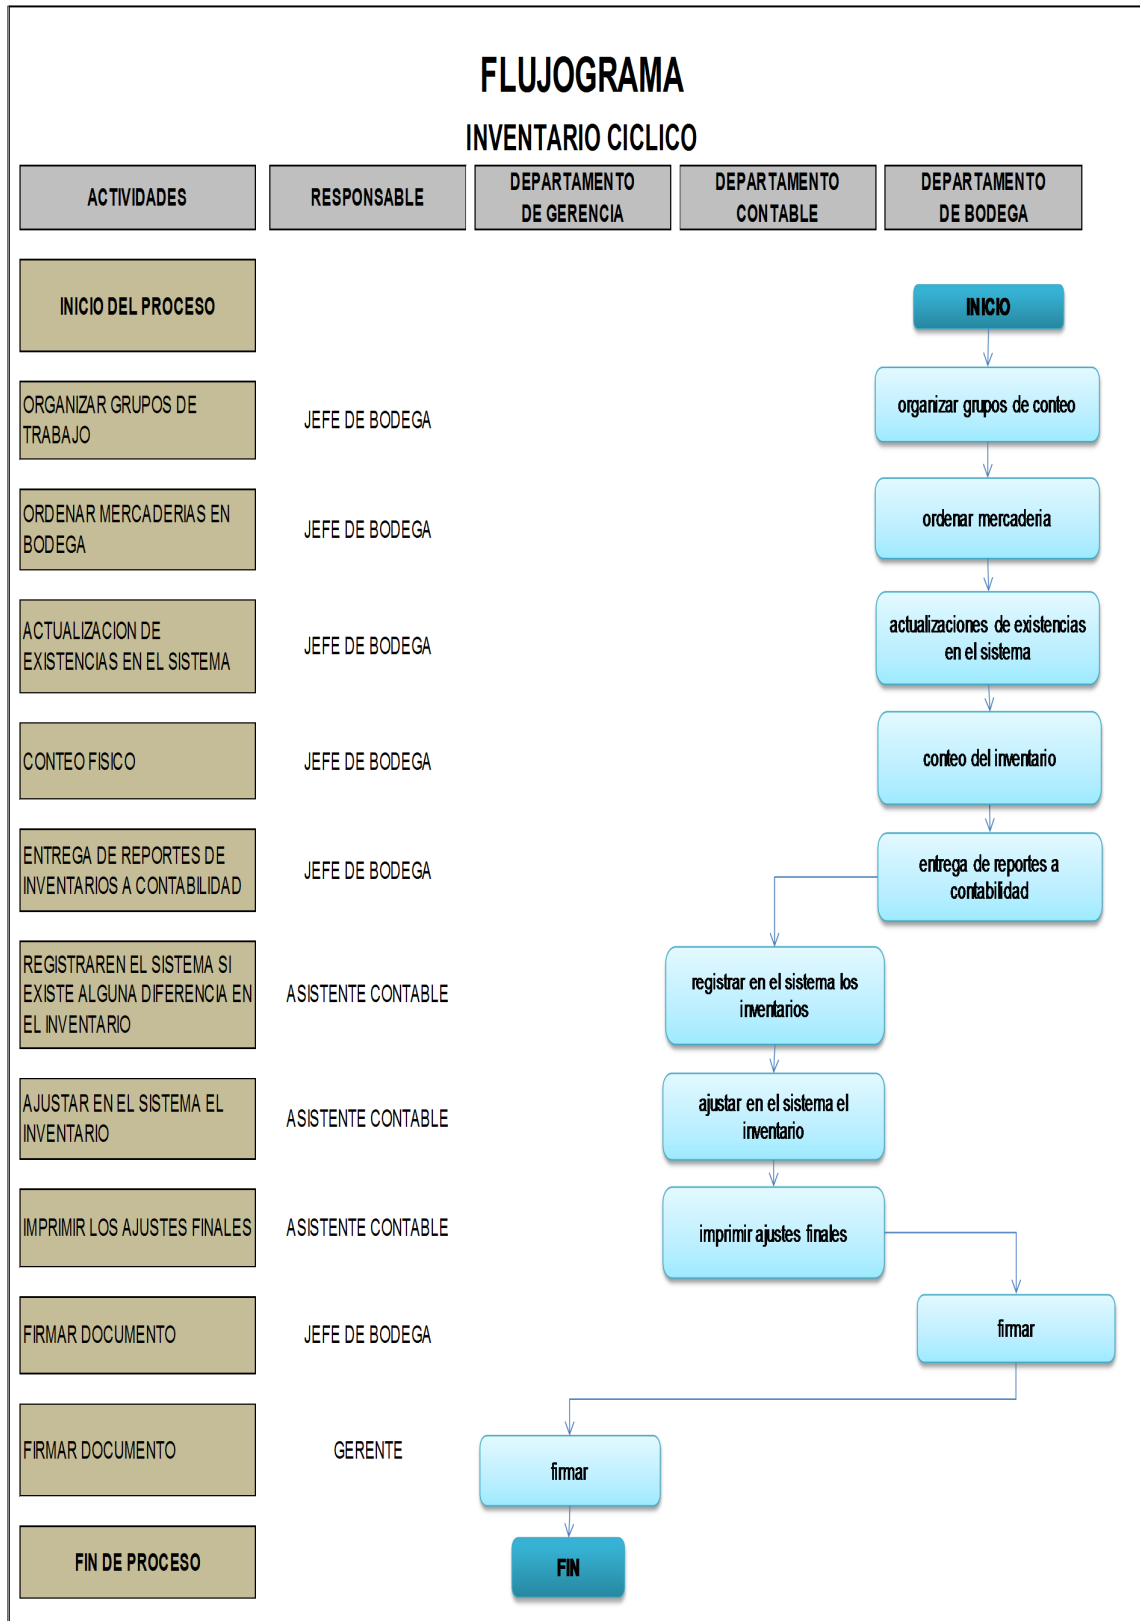 FLUJOGRAMA
INVENTARIO CICLICO
ACTIVIDADES
RESPONSABLE
DEPARTAMENTO
DE GERENCIA
DEPARTAMENTO
CONTABLE
DEPARTAMENTO
DE BODEGA
INICIO DEL PROCESO
INICIO
ORGANIZAR GRUPOS DE
TRABAJO
JEFE DE BODEGA
organizar grupos de conteo
ORDENAR MERCADERIAS EN
BODEGA
JEFE DE BODEGA
ordenar mercaderia
ACTUALIZACION DE
EXISTENCIAS EN EL SISTEMA
JEFE DE BODEGA
actualizaciones de existencias
en el sistema
CONTEO FISICO
JEFE DE BODEGA
conteo del inventario
ENTREGA DE REPORTES DE
INVENTARIOS A CONTABILIDAD
JEFE DE BODEGA
entrega de reportes a
contabilidad
REGISTRAREN EL SISTEMA SI
EXISTE ALGUNA DIFERENCIA EN
EL INVENTARIO
ASISTENTE CONTABLE
registrar en el sistema los
inventarios
AJUSTAR EN EL SISTEMA EL
INVENTARIO
ASISTENTE CONTABLE
ajustar en el sistema el
inventario
IMPRIMIR LOS AJUSTES FINALES
ASISTENTE CONTABLE
imprimir ajustes finales
FIRMAR DOCUMENTO
JEFE DE BODEGA
firmar
FIRMAR DOCUMENTO
GERENTE
firmar
FIN DE PROCESO
FIN